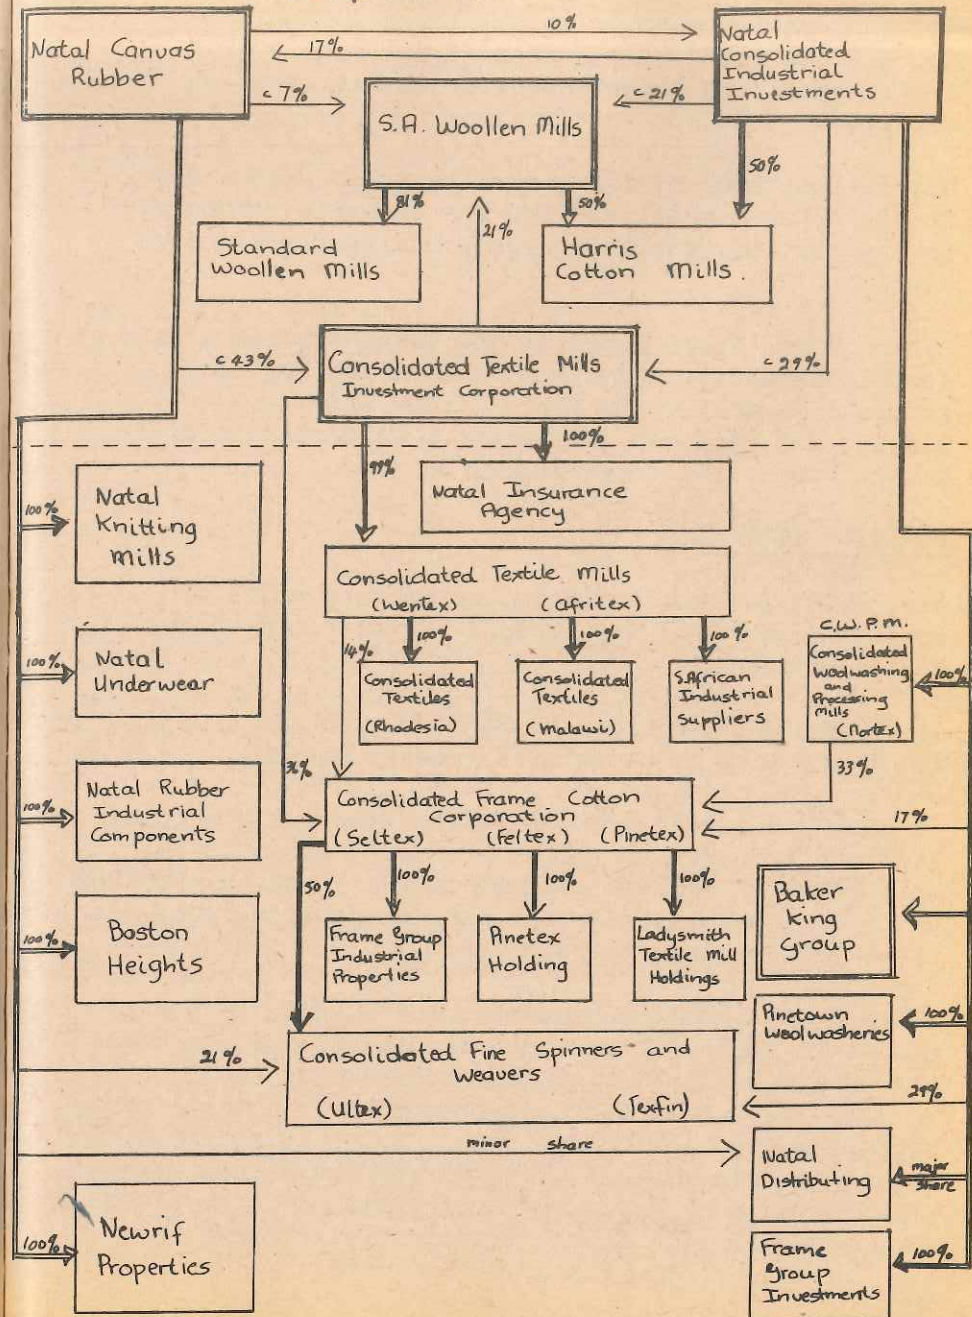 Natal Canvas
Rubber
10%
17%
Natal
Consolidated
Industrial
Investments
c 7%
c 21%
S.A. Woollen Mills
50%
81%
50%
21%
Standard
Woollen Mills
Harris
Cotton Mills.
c 43%
Consolidated Textile Mills
Investment Corporation
c 29%
100%
99%
Natal Insurance
Agency
100%
Natal
Knitting
Mills
Consolidated Textile Mills
(Wentex) (Afritex)
C.W.P.M.
14%
100%
100%
100%
100%
Natal
Underwear
Consolidated
Textiles
(Rhodesia)
Consolidated
Textiles
(Malawi)
S.African
Industrial
Suppliers
Consolidated
Woolwashing
and
Processing
Mills
(Nortex)
100%
36%
33%
100%
Natal Rubber
Industrial
Components
Consolidated Frame Cotton
Corporation
(Seltex) (Feltex) (Pinetex)
17%
50%
100%
100%
100%
100%
Boston
Heights
Frame Group
Industrial
Properties
Pinetex
Holding
Ladysmith
Textile Mill
Holdings
Baker
King
Group
Pinetown
Woolwasheries
100%
21%
Consolidated Fine Spinners and
Weavers
(Ultex) (Texfin)
29%
minor share
Natal
Distributing
major
share
100%
Newrif
Properties
Frame
Group
Investments
100%